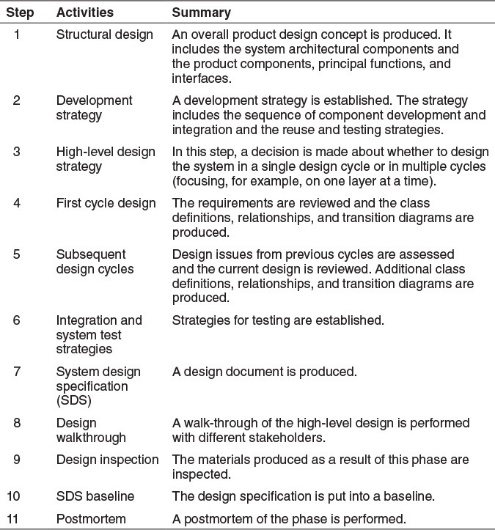 Step Activities Summary
1 Structural design An overall product design concept is produced. It
includes the system architectural components and
the product components, principal functions, and
interfaces.
2 Development A development strategy is established. The strategy
strategy includes the sequence of component development and
integration and the reuse and testing strategies.
3 High-level design In this step, a decision is made about whether to design
strategy the system in a single design cycle or in multiple cycles
(focusing, for example, on one layer at a time).
4 First cycle design The requirements are reviewed and the class
definitions, relationships, and transition diagrams are
produced.
5 Subsequent Design issues from previous cycles are assessed
design cycles and the current design is reviewed. Additional class
definitions, relationships, and transition diagrams are
produced.
6 Integration and Strategies for testing are established.
system test
strategies
7 System design A design document is produced.
specification
(SDS)
8 Design A walk-through of the high-level design is performed
walkthrough with different stakeholders.
9 Design inspection The materials produced as a result of this phase are
inspected.
10 SDS baseline The design specification is put into a baseline.
11 Postmortem A postmortem of the phase is performed.